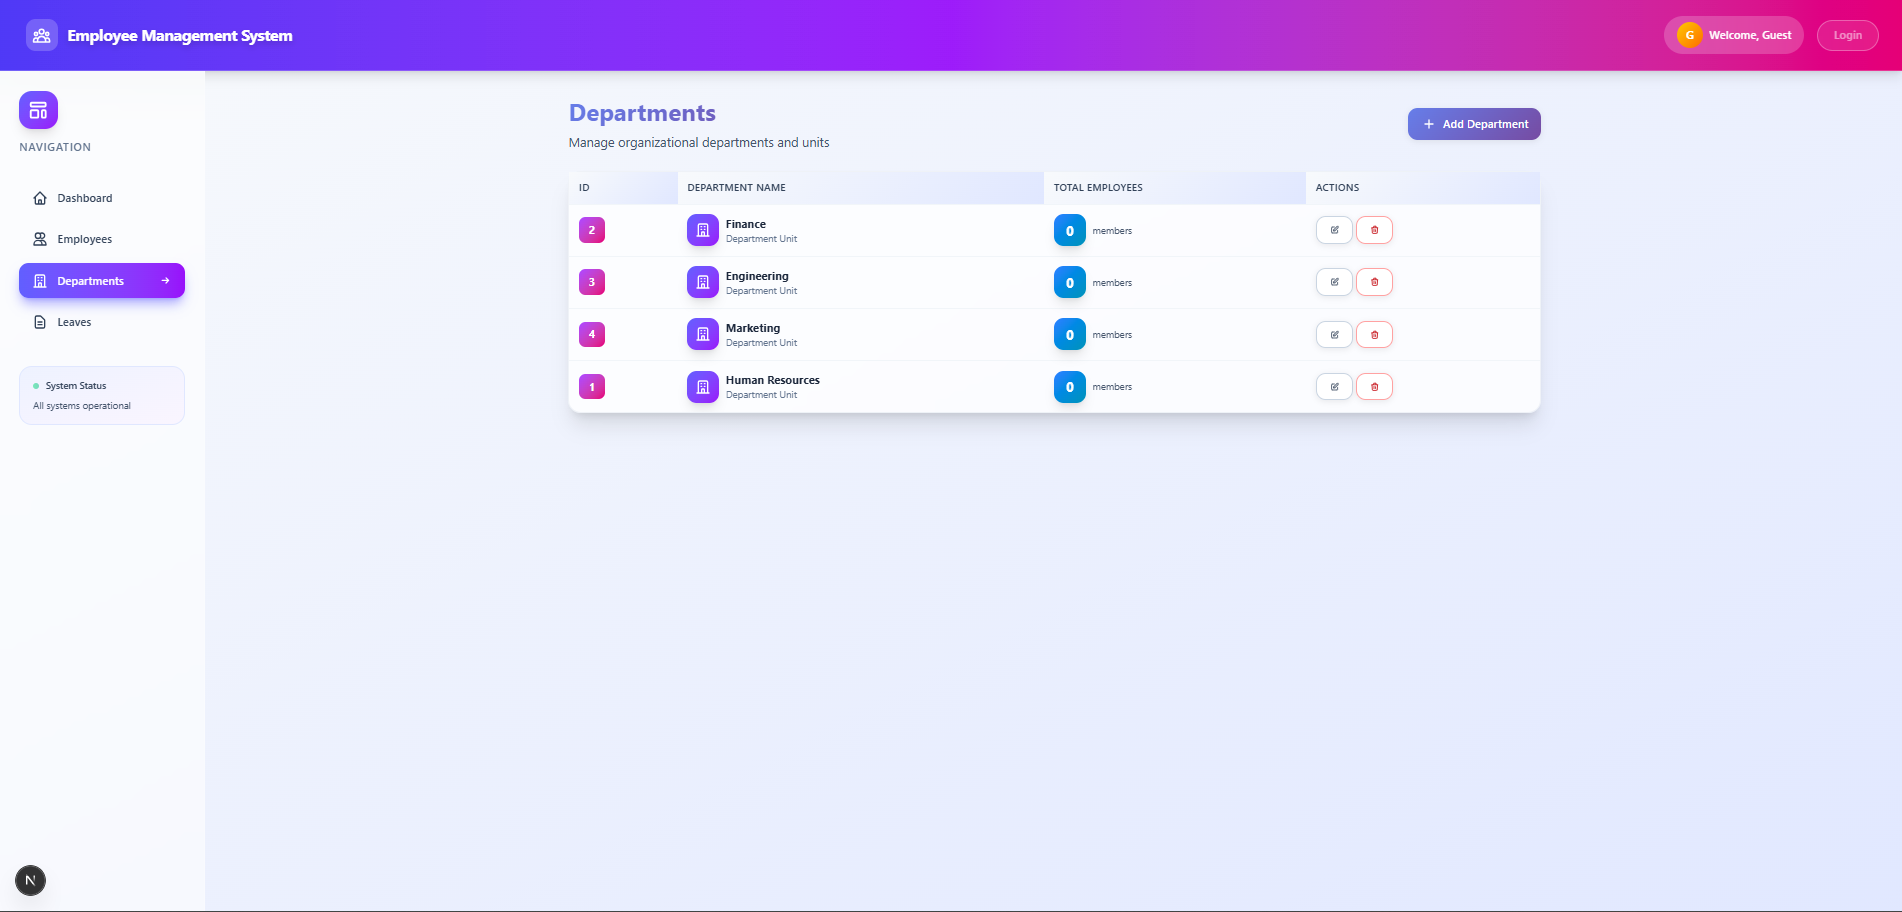 Employee Management System
G Welcome, Guest
Login
NAVIGATION
Dashboard
Employees
Departments
Leaves
System Status
All systems operational
N
Departments
Manage organizational departments and units
Add Department
ID DEPARTMENT NAME TOTAL EMPLOYEES ACTIONS
2 Finance 0 members
Department Unit
3 Engineering 0 members
Department Unit
4 Marketing 0 members
Department Unit
1 Human Resources 0 members
Department Unit